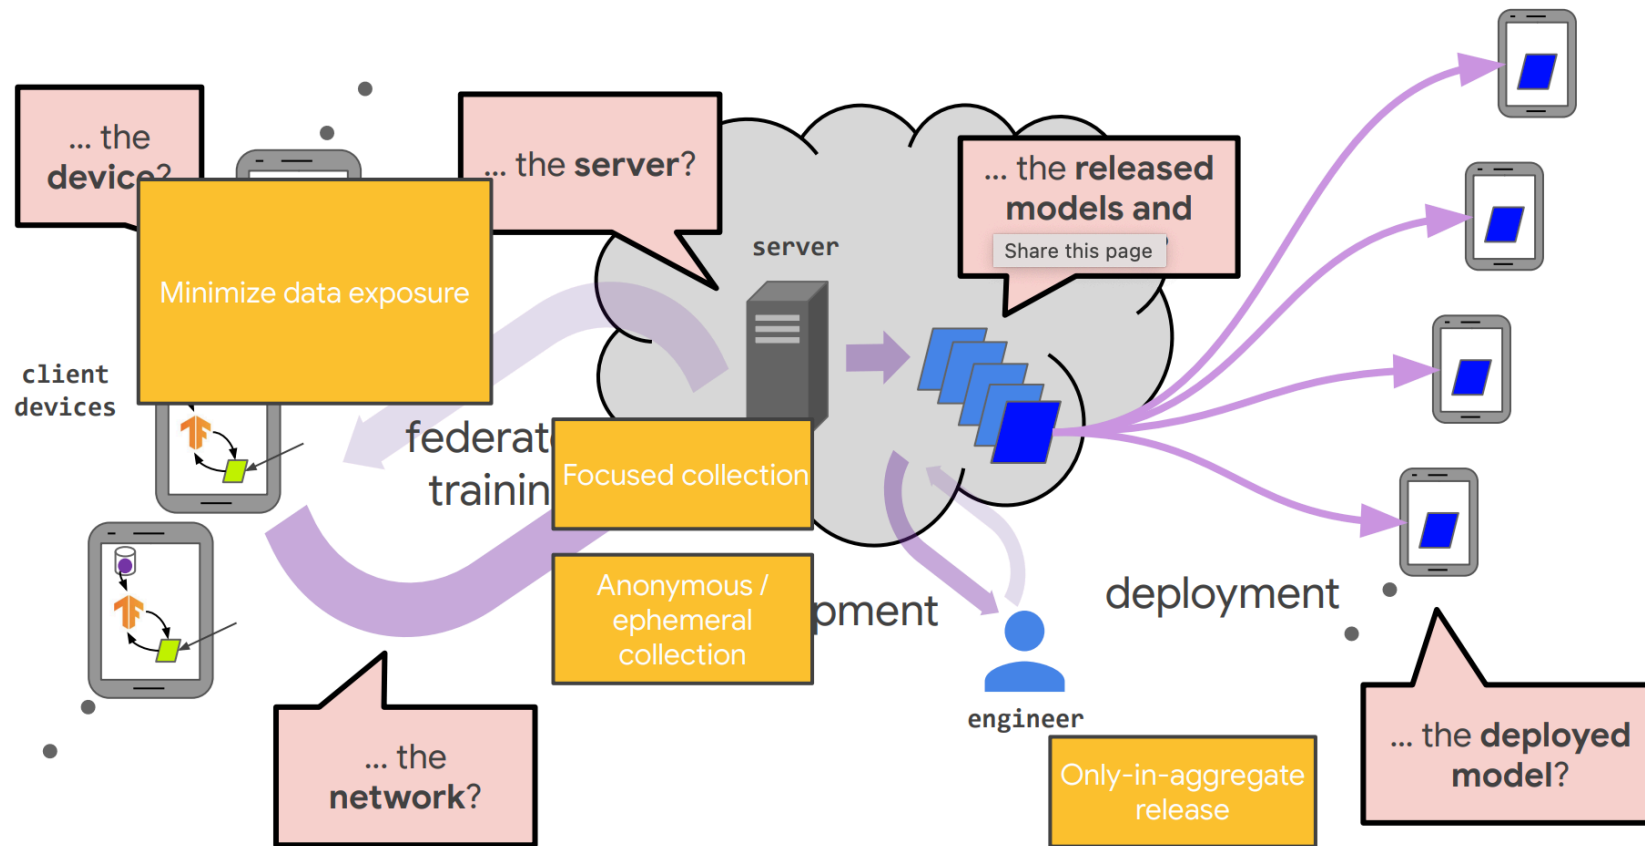 ... the
device?
... the server?
... the released
models and
Share this page
server
Minimize data exposure
client
devices
federate
trainin
Focused collection
Anonymous /
ephemeral
collection
pment
deployment
engineer
... the
network?
Only-in-aggregate
release
... the deployed
model?